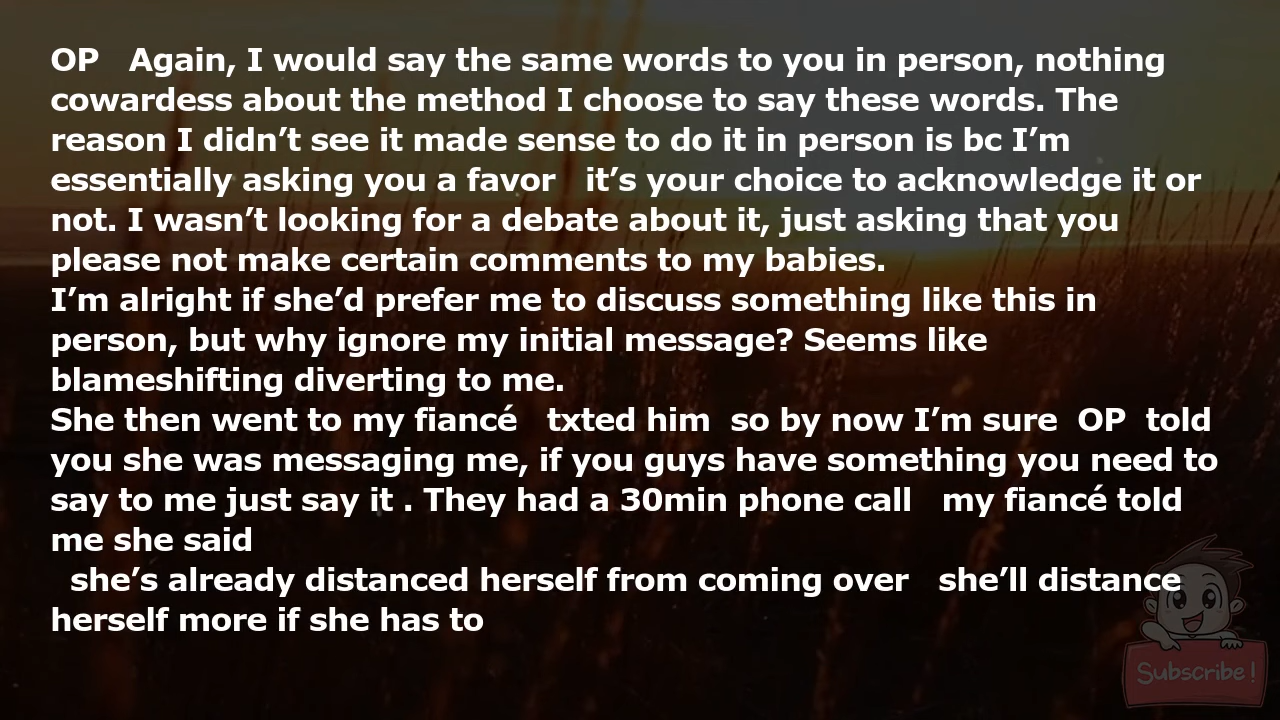 OP   Again, I would say the same words to you in person, nothing
cowardess about the method I choose to say these words. The
reason I didn’t see it made sense to do it in person is bc I’m
essentially asking you a favor   it’s your choice to acknowledge it or
not. I wasn’t looking for a debate about it, just asking that you
please not make certain comments to my babies.
I’m alright if she’d prefer me to discuss something like this in
person, but why ignore my initial message? Seems like
blameshifting diverting to me.
She then went to my fiancé   txted him  so by now I’m sure  OP  told
you she was messaging me, if you guys have something you need to
say to me just say it . They had a 30min phone call   my fiancé told
me she said
  she’s already distanced herself from coming over   she’ll distance
herself more if she has to
Subscribe!